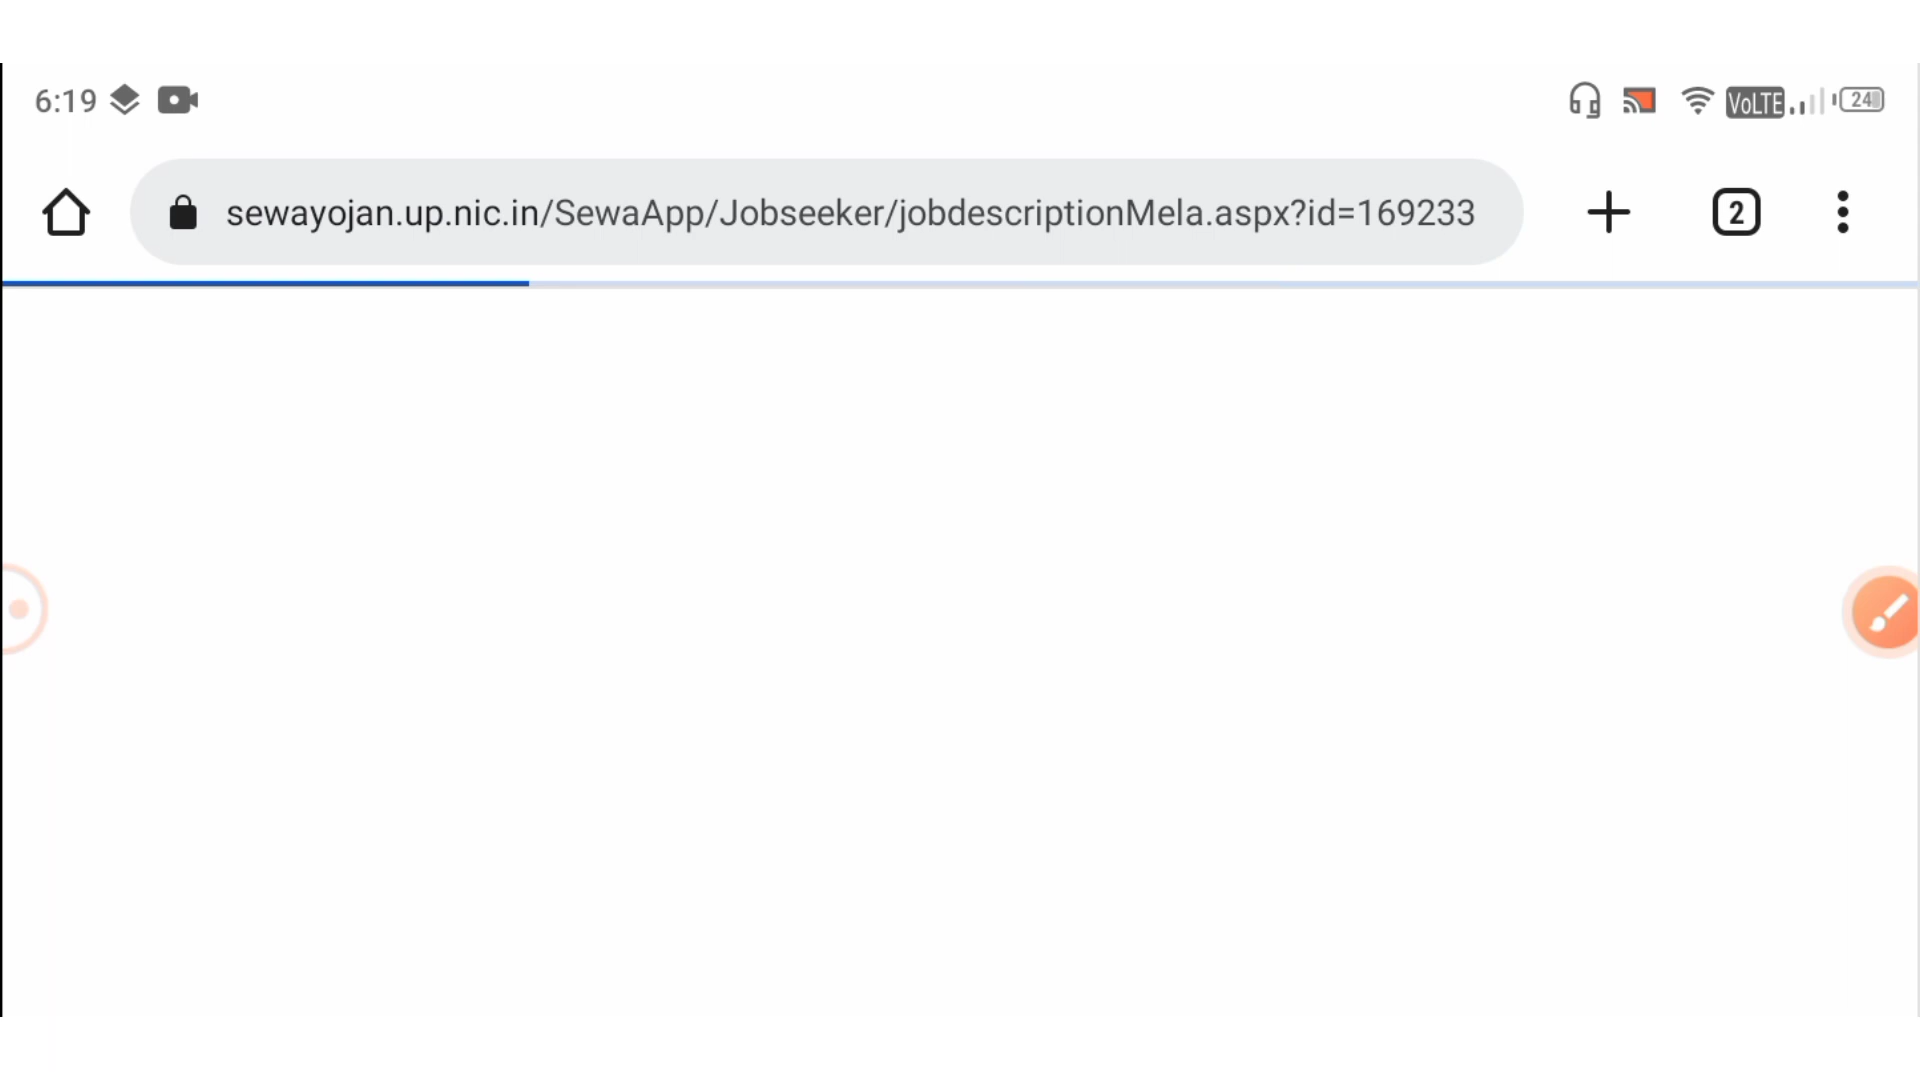 6:19
VoLTE
24
sewayojan.up.nic.in/SewaApp/Jobseeker/jobdescriptionMela.aspx?id=169233
2